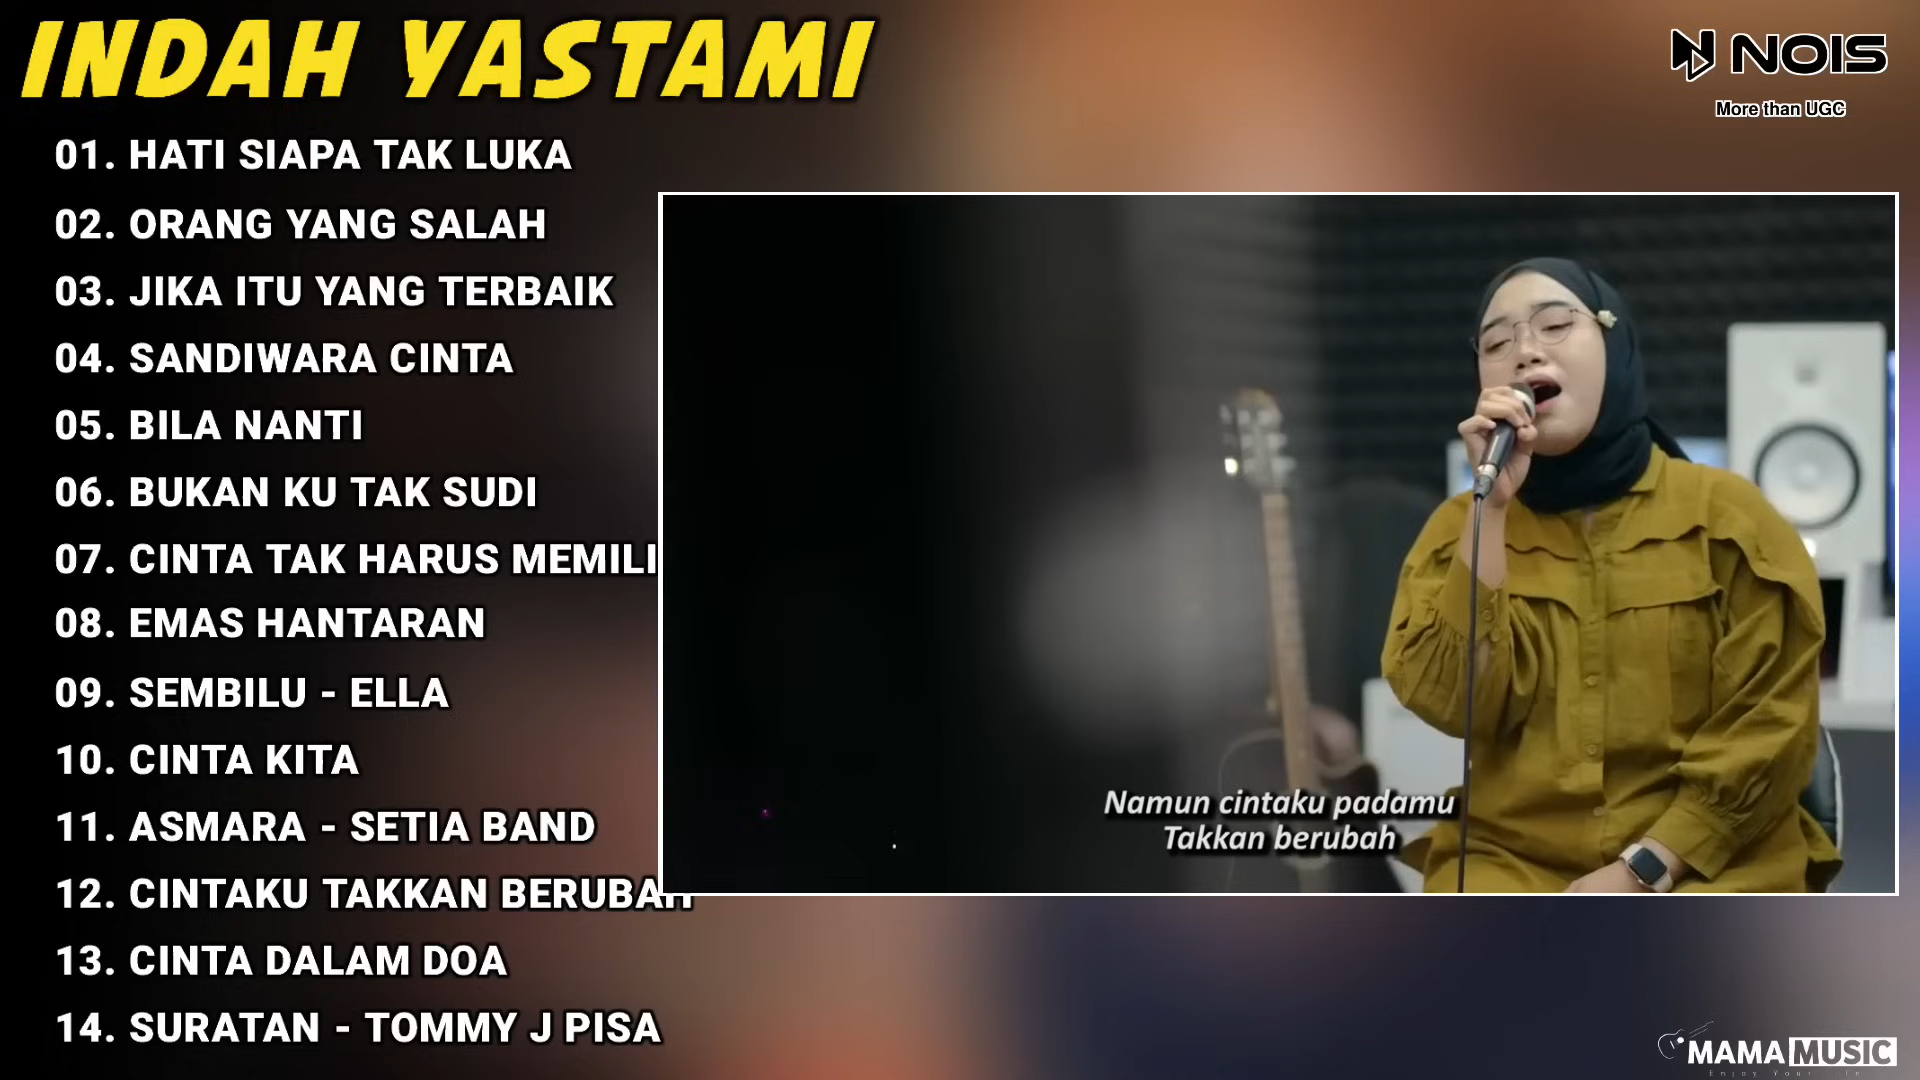 INDAH YASTAMI
NOIS
More than UGC
01. HATI SIAPA TAK LUKA
02. ORANG YANG SALAH
03. JIKA ITU YANG TERBAIK
04. SANDIWARA CINTA
05. BILA NANTI
06. BUKAN KU TAK SUDI
07. CINTA TAK HARUS MEMILI
08. EMAS HANTARAN
09. SEMBILU - ELLA
10. CINTA KITA
11. ASMARA - SETIA BAND
12. CINTAKU TAKKAN BERUBAH
13. CINTA DALAM DOA
14. SURATAN - TOMMY J PISA
Namun cintaku padamu
Takkan berubah
MAMA MUSIC
Enjoy Your